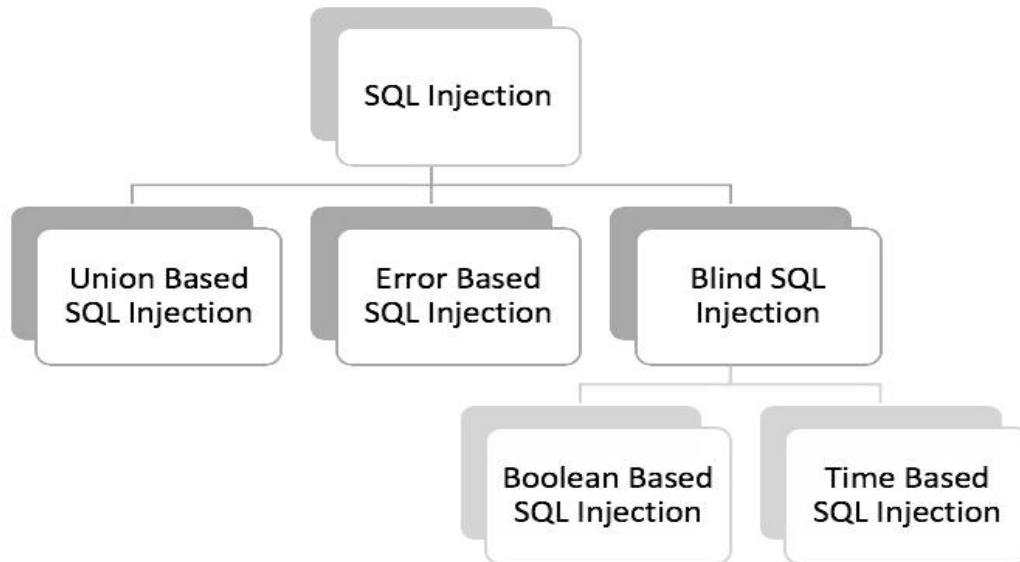 SQL Injection
Union Based
SQL Injection
Error Based
SQL Injection
Blind SQL
Injection
Boolean Based
SQL Injection
Time Based
SQL Injection